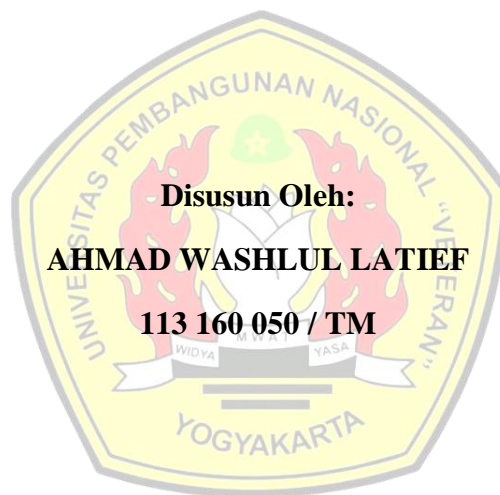 UNIVERSITAS PEMBANGUNAN NASIONAL "VETERAN"
Disusun Oleh:
AHMAD WASHLUL LATIEF
113 160 050 / TM
WIDYA MWAT YASA
YOGYAKARTA